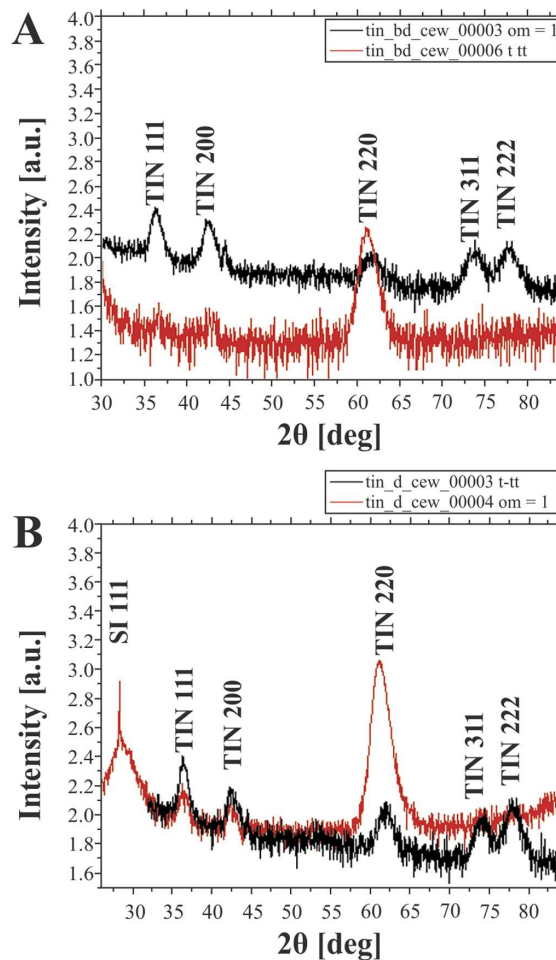 A
tin_bd_cew_00003 om = 1
tin_bd_cew_00006 t tt
4.0
3.8
3.6
3.4
3.2
3.0
2.8
2.6
2.4
2.2
2.0
1.8
1.6
1.4
1.2
1.0
Intensity [a.u.]
TIN 111
TIN 200
TIN 220
TIN 311
TIN 222
30 35 40 45 50 55 60 65 70 75 80
2θ [deg]
B
tin_d_cew_00003 t-tt
tin_d_cew_00004 om = 1
4.0
3.8
3.6
3.4
3.2
3.0
2.8
2.6
2.4
2.2
2.0
1.8
1.6
Intensity [a.u.]
SI 111
TIN 111
TIN 200
TIN 220
TIN 311
TIN 222
30 35 40 45 50 55 60 65 70 75 80
2θ [deg]